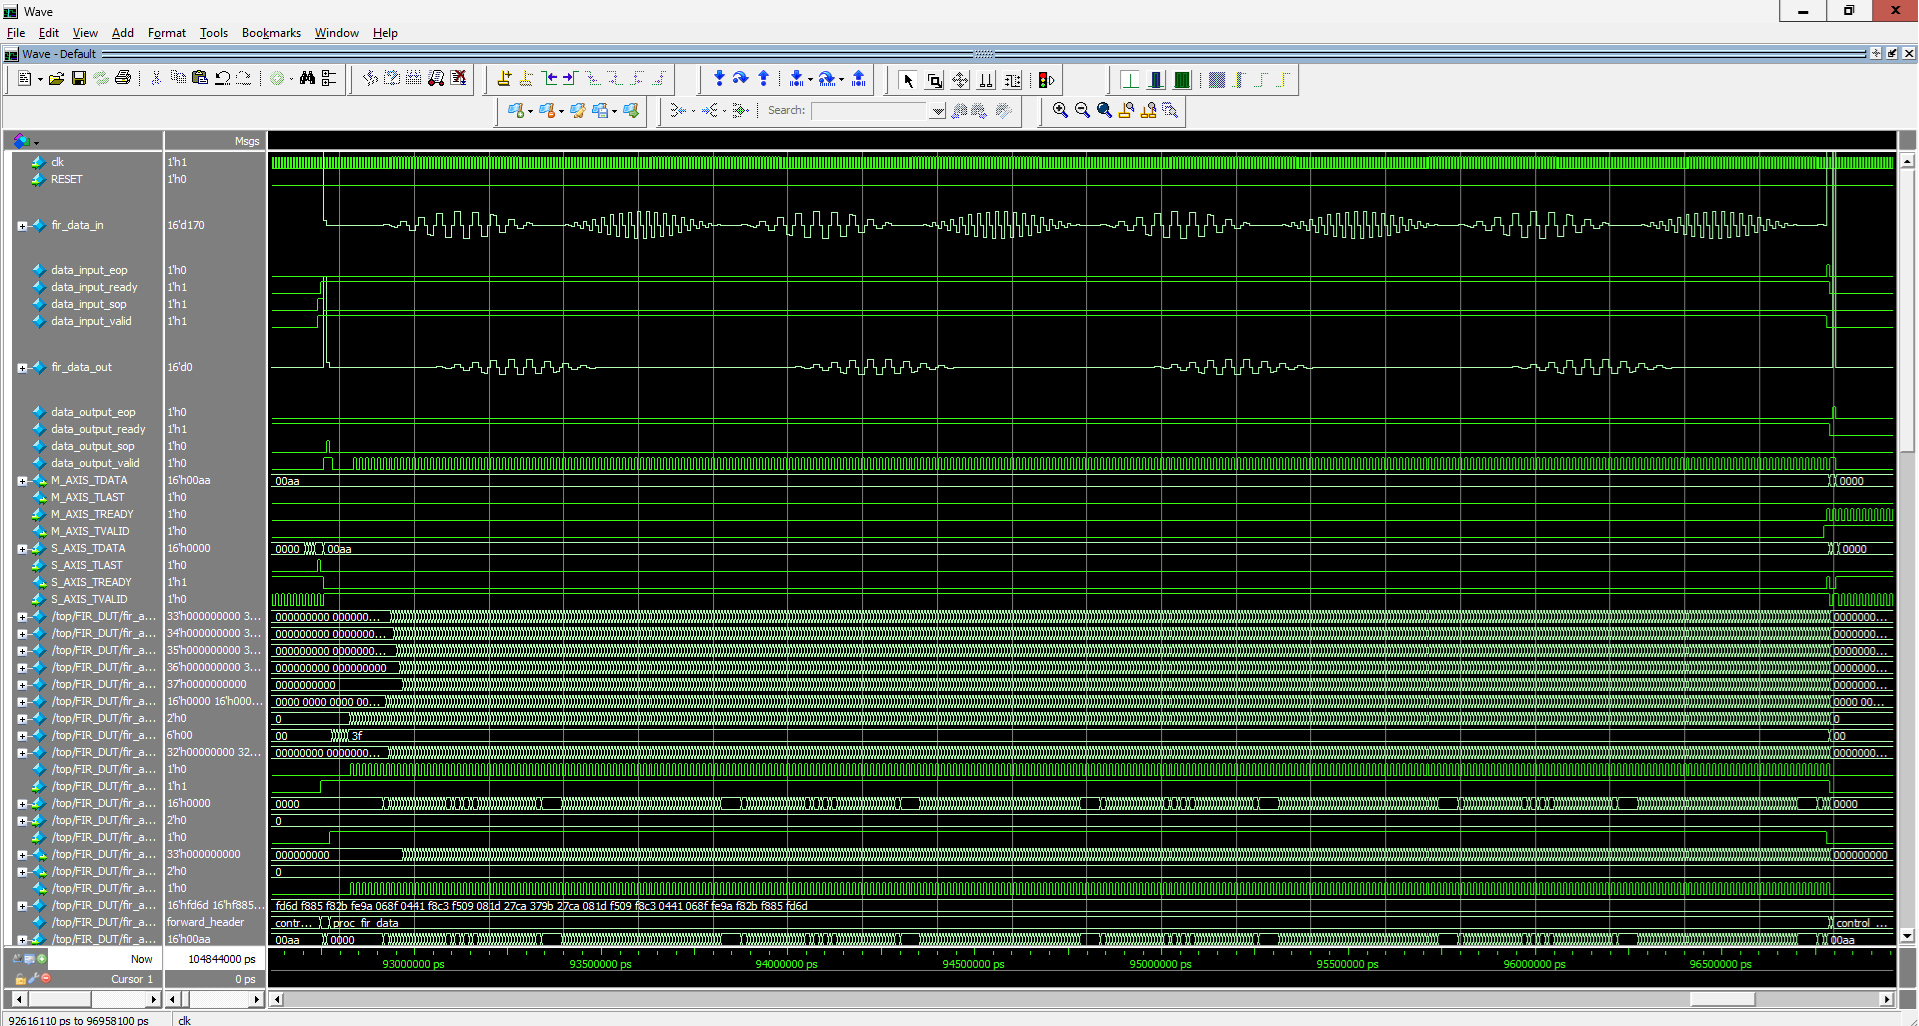 Wave
File Edit View Add Format Tools Bookmarks Window Help
Wave - Default
Search:
Msgs
clk 1'h1
RESET 1'h0
fir_data_in 16'd170
data_input_eop 1'h0
data_input_ready 1'h1
data_input_sop 1'h1
data_input_valid 1'h1
fir_data_out 16'd0
data_output_eop 1'h0
data_output_ready 1'h1
data_output_sop 1'h0
data_output_valid 1'h0
M_AXIS_TDATA 16'h00aa 00aa 0000
M_AXIS_TLAST 1'h0
M_AXIS_TREADY 1'h0
M_AXIS_TVALID 1'h0
S_AXIS_TDATA 16'h0000 0000 00aa 0000
S_AXIS_TLAST 1'h0
S_AXIS_TREADY 1'h1
S_AXIS_TVALID 1'h0
/top/FIR_DUT/fir_a... 33'h000000000 3... 000000000 000000... 0000000...
/top/FIR_DUT/fir_a... 34'h000000000 3... 000000000 0000000... 0000000...
/top/FIR_DUT/fir_a... 35'h000000000 3... 000000000 0000000... 0000000...
/top/FIR_DUT/fir_a... 36'h000000000 3... 000000000 000000000 0000000...
/top/FIR_DUT/fir_a... 37'h0000000000 0000000000 0000000...
/top/FIR_DUT/fir_a... 16'h0000 16'h000... 0000 0000 0000 00... 0000 00...
/top/FIR_DUT/fir_a... 2'h0 0 0
/top/FIR_DUT/fir_a... 6'h00 00 3f 00
/top/FIR_DUT/fir_a... 32'h00000000 32... 00000000 0000000... 0000000...
/top/FIR_DUT/fir_a... 1'h0
/top/FIR_DUT/fir_a... 1'h1
/top/FIR_DUT/fir_a... 16'h0000 0000 0000
/top/FIR_DUT/fir_a... 2'h0 0
/top/FIR_DUT/fir_a... 1'h0
/top/FIR_DUT/fir_a... 33'h000000000 000000000 000000000
/top/FIR_DUT/fir_a... 2'h0 0
/top/FIR_DUT/fir_a... 1'h0
/top/FIR_DUT/fir_a... 16'hfd6d 16'hf885... fd6d f885 f82b fe9a 068f 0441 f8c3 f509 081d 27ca 379b 27ca 081d f509 f8c3 0441 068f fe9a f82b f885 fd6d
/top/FIR_DUT/fir_a... forward_header contr... proc_fir_data control_...
/top/FIR_DUT/fir_a... 16'h00aa 00aa 0000 00aa
Now 104844000 ps 93000000 ps 93500000 ps 94000000 ps 94500000 ps 95000000 ps 95500000 ps 96000000 ps 96500000 ps
Cursor 1 0 ps
92616110 ps to 96958100 ps clk